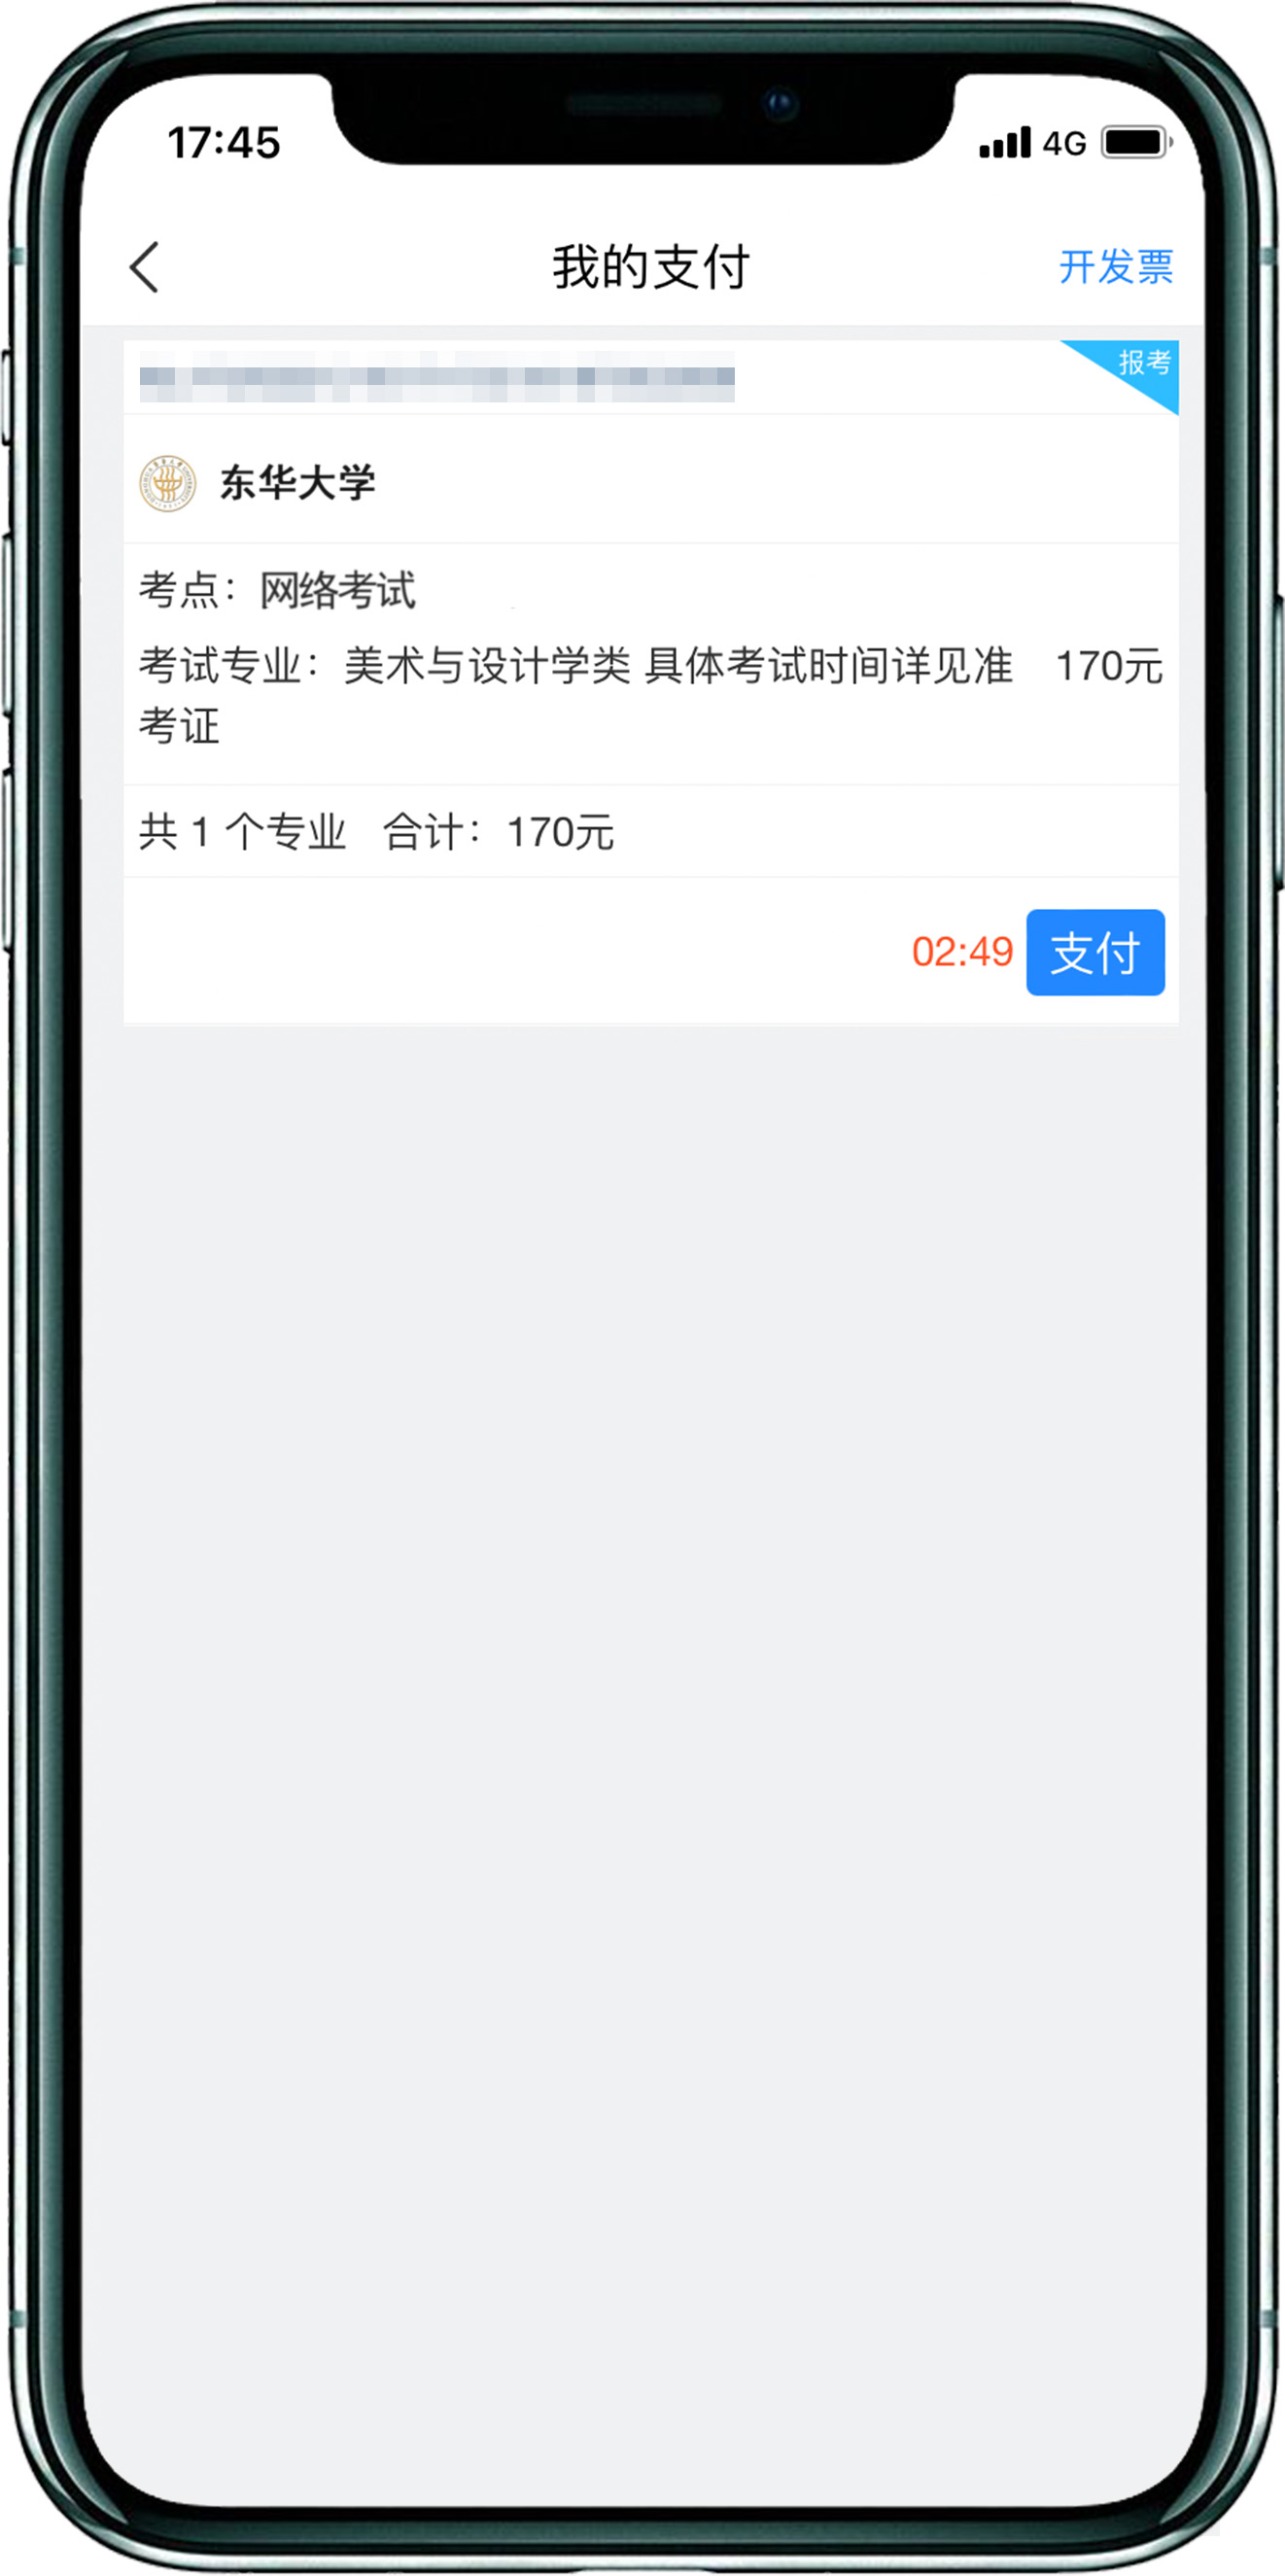 17:45 4G
我的支付 开发票
报考
东华大学
考点：网络考试
考试专业：美术与设计学类 具体考试时间详见准 170元
考证
共 1 个专业 合计：170元
02:49 支付